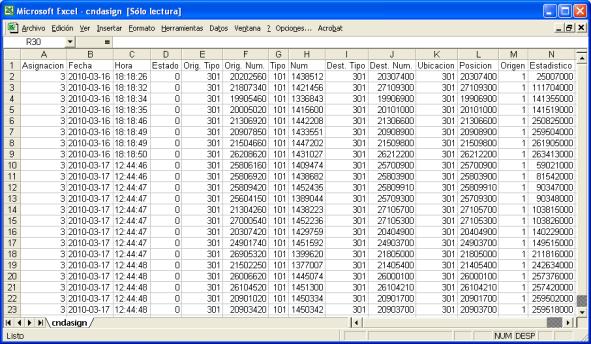 Microsoft Excel - cndasign [Sólo lectura]
Archivo Edición Ver Insertar Formato Herramientas Datos Ventana ? Opciones... Acrobat
R30 =
A B C D E F G H I J K L M N
1 Asignacion Fecha Hora Estado Orig. Tipo Orig. Num. Tipo Num Dest. Tipo Dest. Num. Ubicacion Posicion Origen Estadistico
2 3 2010-03-16 18:18:26 0 301 20202560 101 1438512 301 20307400 301 20307400 1 25007000
3 3 2010-03-16 18:18:32 0 301 21807340 101 1421456 301 27109300 301 27109300 1 111704000
4 3 2010-03-16 18:18:34 0 301 19905460 101 1336843 301 19906900 301 19906900 1 141355000
5 3 2010-03-16 18:18:35 0 301 20005020 101 1415600 301 20101000 301 20101000 1 141519000
6 3 2010-03-16 18:18:46 0 301 21306920 101 1442208 301 21306600 301 21306600 1 250825000
7 3 2010-03-16 18:18:49 0 301 20907850 101 1433551 301 20908900 301 20908900 1 259504000
8 3 2010-03-16 18:18:49 0 301 21504660 101 1447202 301 21509800 301 21509800 1 261905000
9 3 2010-03-16 18:18:50 0 301 26208620 101 1431027 301 26212200 301 26212200 1 263413000
10 3 2010-03-17 12:44:46 0 301 25806160 101 1409474 301 25700900 301 25700900 1 59021000
11 3 2010-03-17 12:44:46 0 301 25806920 101 1438682 301 25803900 301 25803900 1 81542000
12 3 2010-03-17 12:44:47 0 301 25809420 101 1452435 301 25809910 301 25809910 1 90347000
13 3 2010-03-17 12:44:47 0 301 25604150 101 1389044 301 25709300 301 25709300 1 90348000
14 3 2010-03-17 12:44:47 0 301 21304260 101 1438223 301 27105700 301 27105700 1 103815000
15 3 2010-03-17 12:44:47 0 301 27000540 101 1452236 301 27105300 301 27105300 1 103826000
16 3 2010-03-17 12:44:47 0 301 20307420 101 1429759 301 20404900 301 20404900 1 140229000
17 3 2010-03-17 12:44:47 0 301 24901740 101 1451592 301 24903700 301 24903700 1 149515000
18 3 2010-03-17 12:44:47 0 301 26905320 101 1399620 301 21805000 301 21805000 1 211816000
19 3 2010-03-17 12:44:48 0 301 21502250 101 1377007 301 21405400 301 21405400 1 242634000
20 3 2010-03-17 12:44:48 0 301 26006620 101 1445074 301 26000100 301 26000100 1 257376000
21 3 2010-03-17 12:44:48 0 301 26104520 101 1451300 301 26104210 301 26104210 1 257420000
22 3 2010-03-17 12:44:48 0 301 20901020 101 1450334 301 20901700 301 20901700 1 259502000
23 3 2010-03-17 12:44:48 0 301 20903420 101 1450342 301 20903700 301 20903700 1 259518000
cndasign
Listo NUM DESP